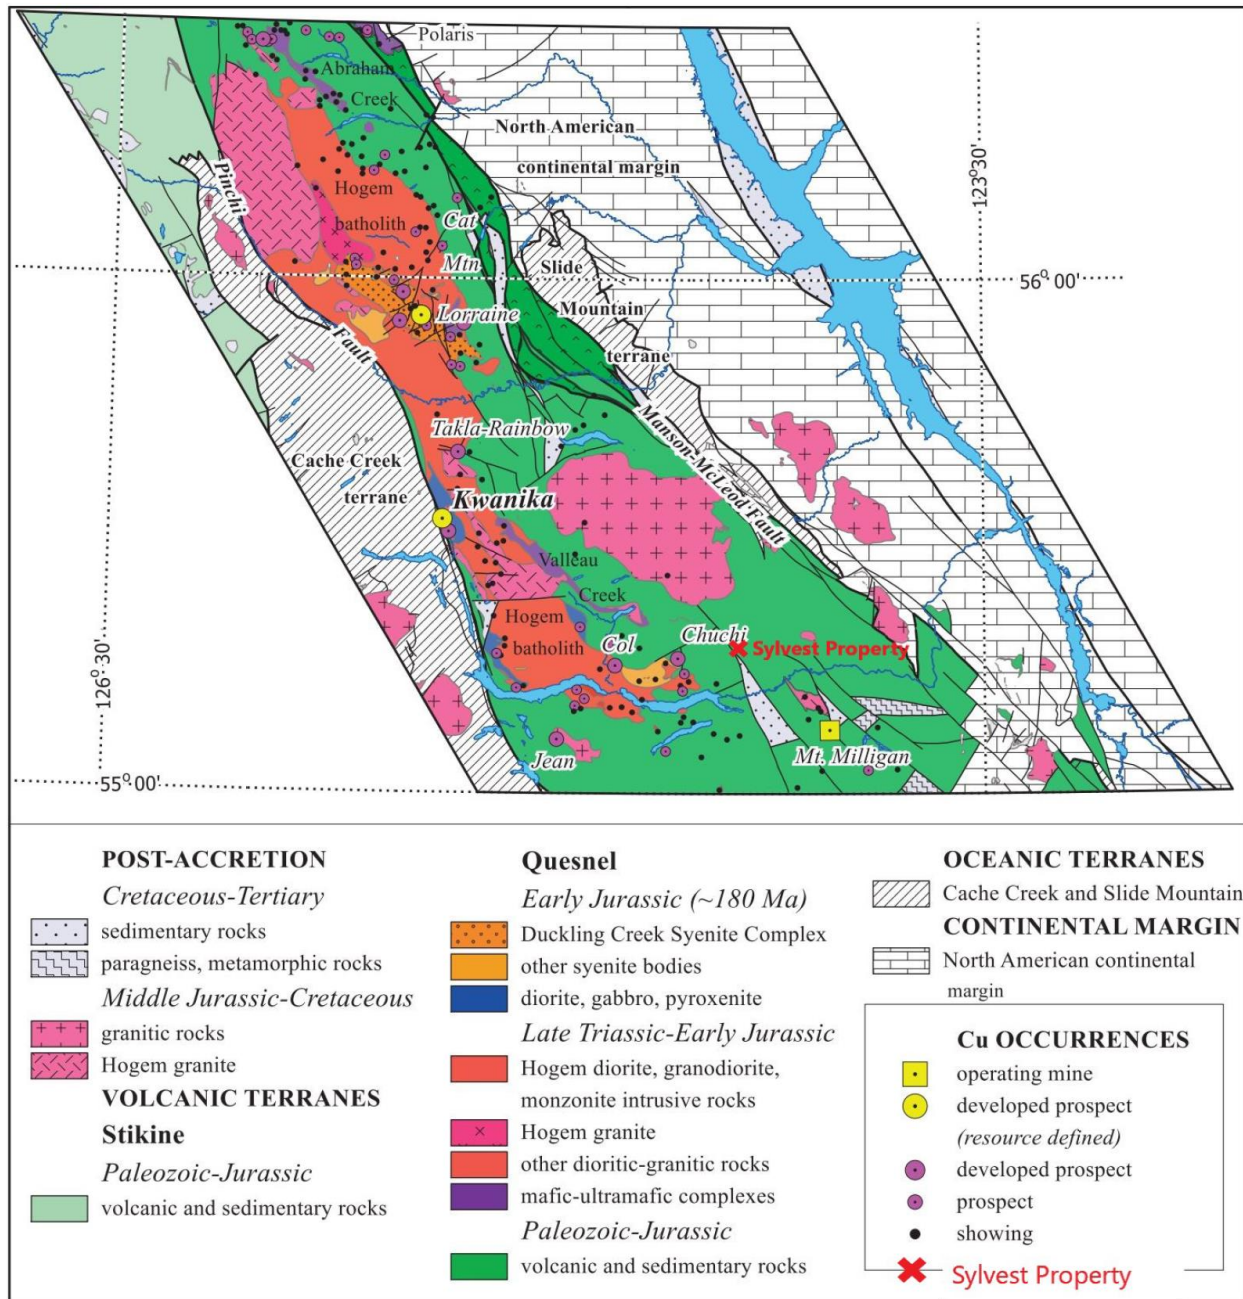 Polaris
Abraham
Creek
North American
continental margin
Pinchi
Hogem
batholith
Cat
Mtn
123°30'
Slide
Mountain
terrane
56° 00'
Lorraine
Fault
Takla-Rainbow
Manson-McLeod Fault
Cache Creek
terrane
Kwanika
Valleau
Creek
Hogem
batholith
Col
Chuchi
Sylvest Property
126° 30'
Jean
Mt. Milligan
55° 00'
POST-ACCRETION
Cretaceous-Tertiary
sedimentary rocks
paragneiss, metamorphic rocks
Middle Jurassic-Cretaceous
granitic rocks
Hogem granite
VOLCANIC TERRANES
Stikine
Paleozoic-Jurassic
volcanic and sedimentary rocks
Quesnel
Early Jurassic (~180 Ma)
Duckling Creek Syenite Complex
other syenite bodies
diorite, gabbro, pyroxenite
Late Triassic-Early Jurassic
Hogem diorite, granodiorite,
monzonite intrusive rocks
Hogem granite
other dioritic-granitic rocks
mafic-ultramafic complexes
Paleozoic-Jurassic
volcanic and sedimentary rocks
OCEANIC TERRANES
Cache Creek and Slide Mountain
CONTINENTAL MARGIN
North American continental
margin
Cu OCCURRENCES
operating mine
developed prospect
(resource defined)
developed prospect
prospect
showing
Sylvest Property